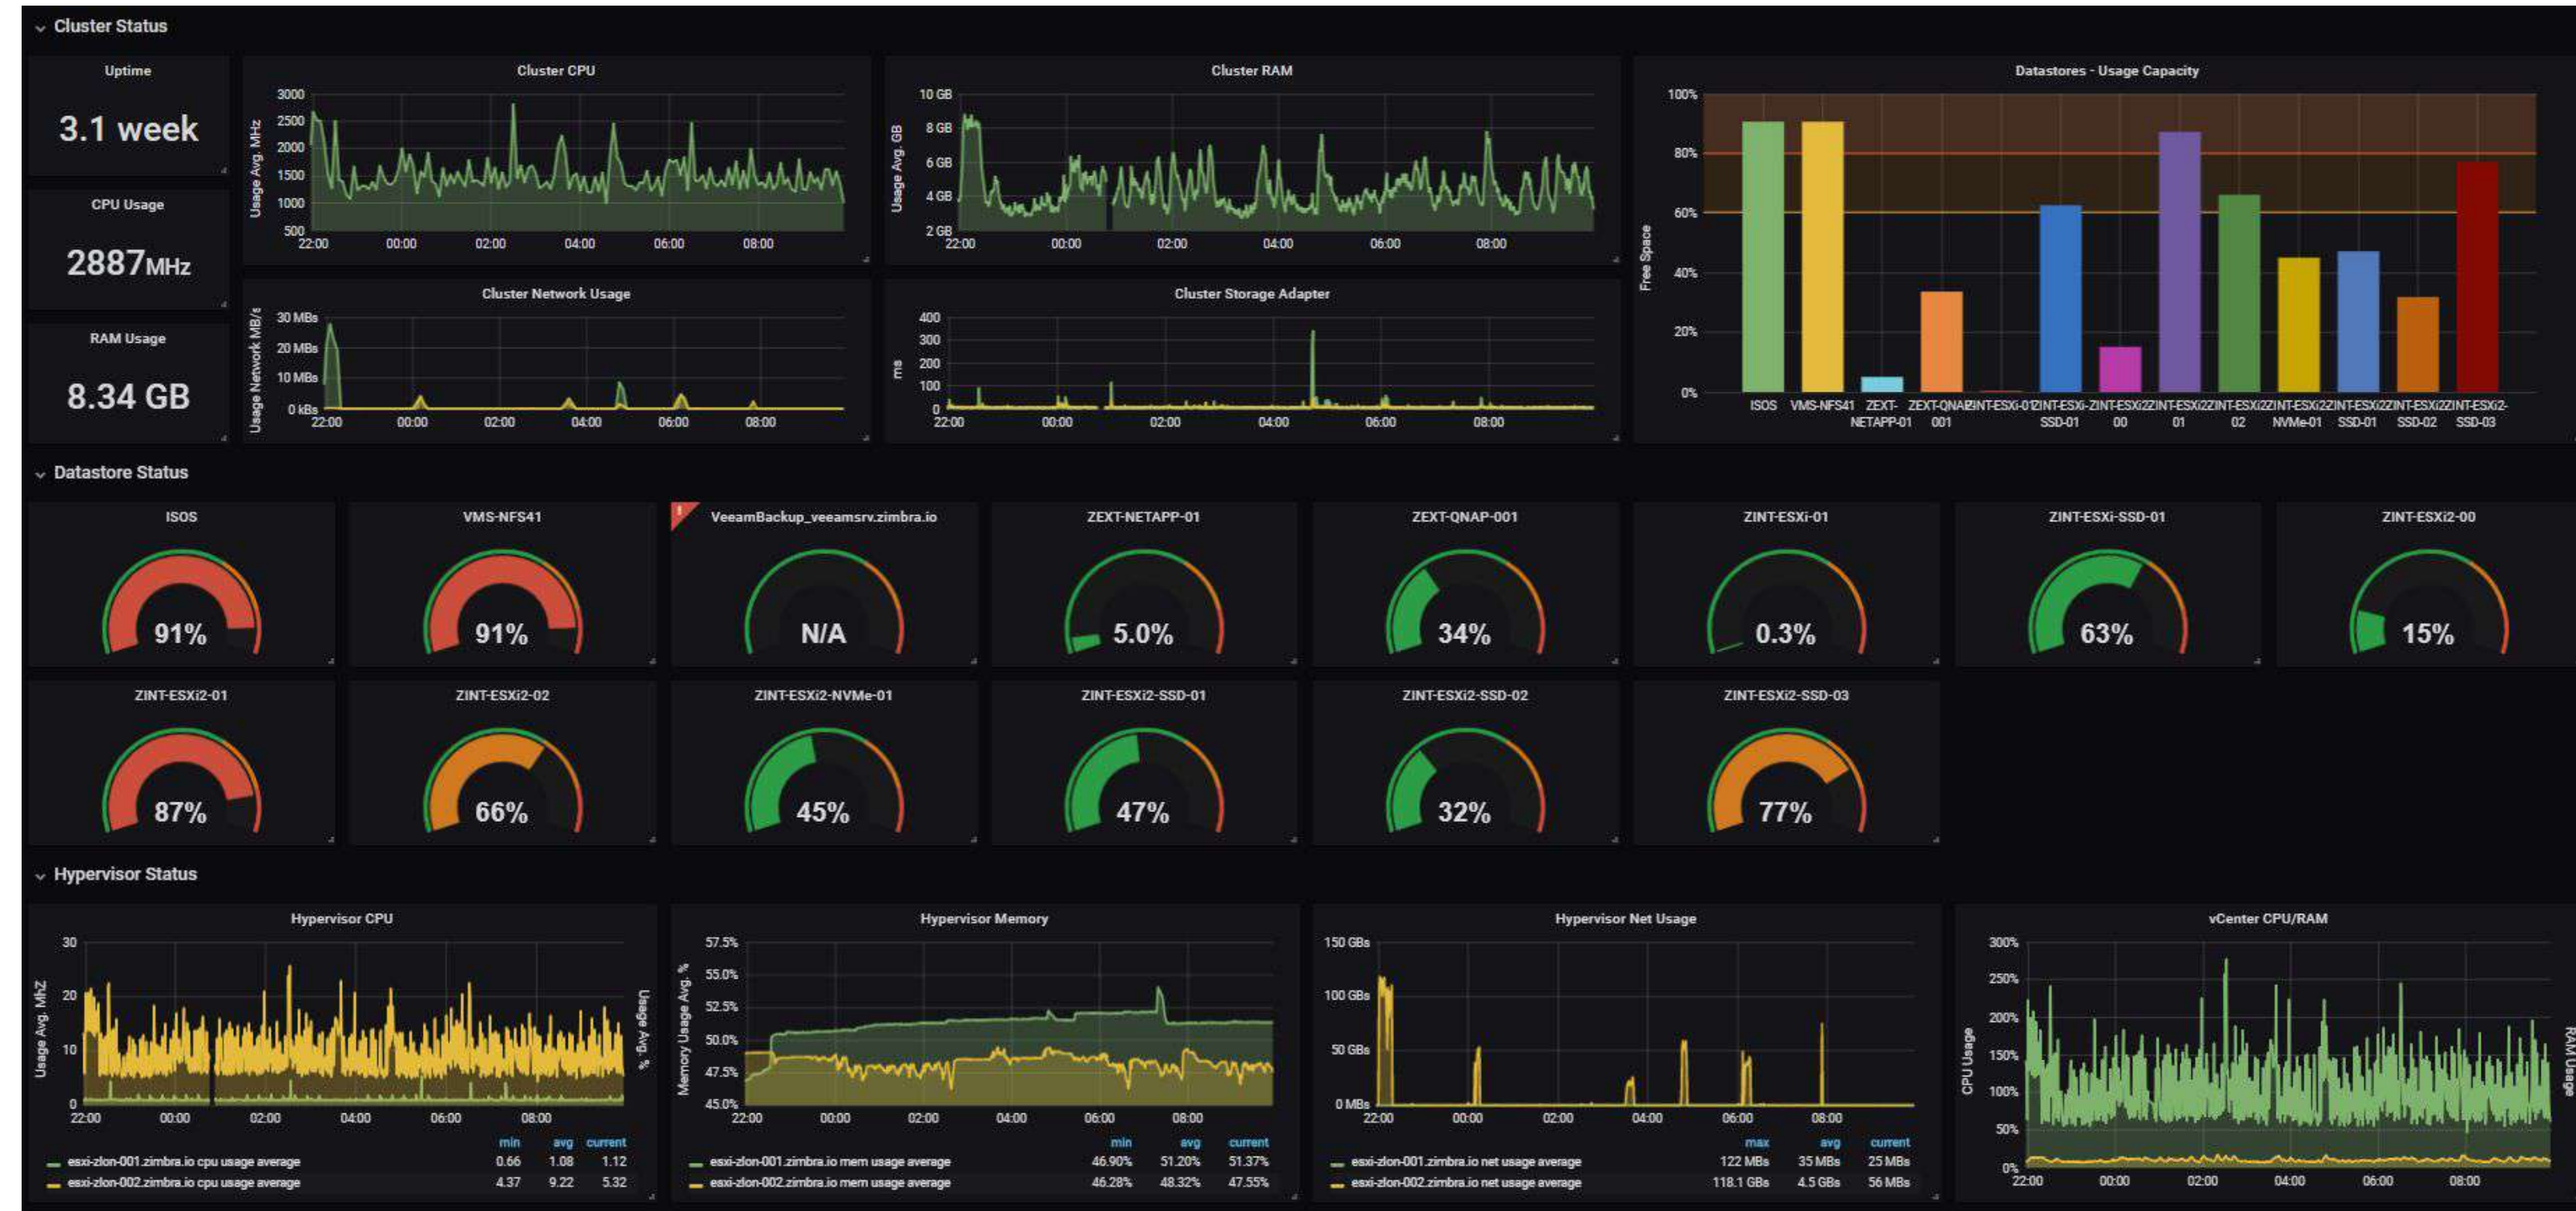 Cluster Status
Uptime
3.1 week
CPU Usage
2887MHz
RAM Usage
8.34 GB
Cluster CPU
Usage Avg. MHz
3000
2500
2000
1500
1000
500
22:00 00:00 02:00 04:00 06:00 08:00
Cluster RAM
Usage Avg. GB
10 GB
8 GB
6 GB
4 GB
2 GB
22:00 00:00 02:00 04:00 06:00 08:00
Cluster Network Usage
Usage Network MB/s
30 MBs
20 MBs
10 MBs
0 kBs
22:00 00:00 02:00 04:00 06:00 08:00
Cluster Storage Adapter
ms
400
300
200
100
0
22:00 00:00 02:00 04:00 06:00 08:00
Datastores - Usage Capacity
Free Space
100%
80%
60%
40%
20%
0%
ISOS
VMS-NFS41
ZEXT-
NETAPP-01
ZEXT-QNAP-
001
ZINT-ESXi-01
ZINT-ESXi-
SSD-01
ZINT-ESXi2-
00
ZINT-ESXi2-
01
ZINT-ESXi2-
02
ZINT-ESXi2-
NVMe-01
ZINT-ESXi2-
SSD-01
ZINT-ESXi2-
SSD-02
ZINT-ESXi2-
SSD-03
Datastore Status
ISOS
91%
VMS-NFS41
91%
!
VeeamBackup_veeamsrv.zimbra.io
N/A
ZEXT-NETAPP-01
5.0%
ZEXT-QNAP-001
34%
ZINT-ESXi-01
0.3%
ZINT-ESXi-SSD-01
63%
ZINT-ESXi2-00
15%
ZINT-ESXi2-01
87%
ZINT-ESXi2-02
66%
ZINT-ESXi2-NVMe-01
45%
ZINT-ESXi2-SSD-01
47%
ZINT-ESXi2-SSD-02
32%
ZINT-ESXi2-SSD-03
77%
Hypervisor Status
Hypervisor CPU
Usage Avg. MhZ
30
20
10
0
Usage Avg. %
22:00 00:00 02:00 04:00 06:00 08:00
min avg current
esxi-zlon-001.zimbra.io cpu usage average 0.66 1.08 1.12
esxi-zlon-002.zimbra.io cpu usage average 4.37 9.22 5.32
Hypervisor Memory
Memory Usage Avg. %
57.5%
55.0%
52.5%
50.0%
47.5%
45.0%
22:00 00:00 02:00 04:00 06:00 08:00
min avg current
esxi-zlon-001.zimbra.io mem usage average 46.90% 51.20% 51.37%
esxi-zlon-002.zimbra.io mem usage average 46.28% 48.32% 47.55%
Hypervisor Net Usage
150 GBs
100 GBs
50 GBs
0 MBs
22:00 00:00 02:00 04:00 06:00 08:00
max avg current
esxi-zlon-001.zimbra.io net usage average 122 MBs 35 MBs 25 MBs
esxi-zlon-002.zimbra.io net usage average 118.1 GBs 4.5 GBs 56 MBs
vCenter CPU/RAM
CPU Usage
300%
250%
200%
150%
100%
50%
0%
RAM Usage
22:00 00:00 02:00 04:00 06:00 08:00